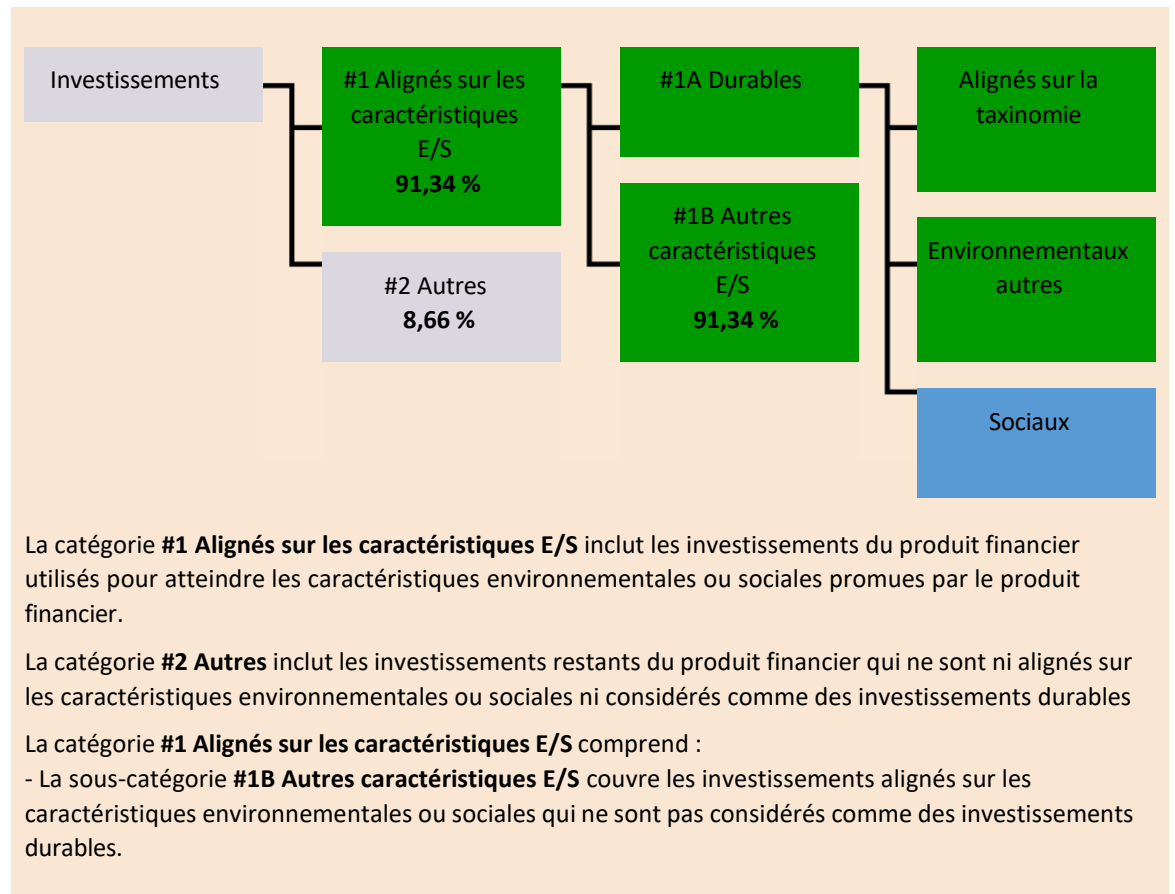 Investissements
#1 Alignés sur les
caractéristiques
E/S
91,34 %
#2 Autres
8,66 %
#1A Durables
#1B Autres
caractéristiques
E/S
91,34 %
Alignés sur la
taxinomie
Environnementaux
autres
Sociaux
La catégorie #1 Alignés sur les caractéristiques E/S inclut les investissements du produit financier
utilisés pour atteindre les caractéristiques environnementales ou sociales promues par le produit
financier.
La catégorie #2 Autres inclut les investissements restants du produit financier qui ne sont ni alignés sur
les caractéristiques environnementales ou sociales ni considérés comme des investissements durables
La catégorie #1 Alignés sur les caractéristiques E/S comprend :
- La sous-catégorie #1B Autres caractéristiques E/S couvre les investissements alignés sur les
caractéristiques environnementales ou sociales qui ne sont pas considérés comme des investissements
durables.